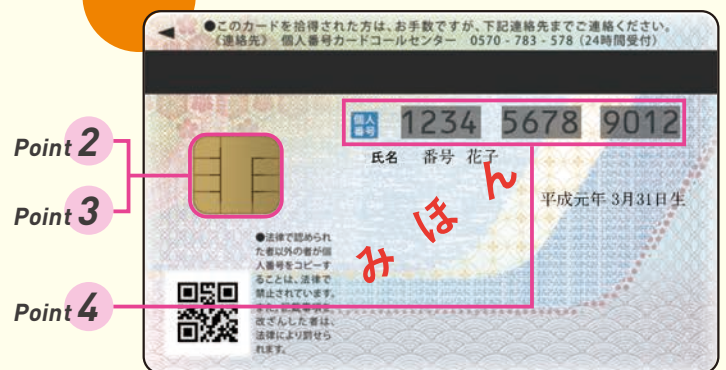 ●このカードを拾得された方は、お手数ですが、下記連絡先までご連絡ください。
《連絡先》 個人番号カードコールセンター 0570-783-578 (24時間受付)
個人番号 1234 5678 9012
氏名 番号 花子
平成元年 3月31日生
みほん
Point 2
Point 3
Point 4
●法律で認められ
た者以外の者が個
人番号をコピーす
ることは、法律で
禁止されています。
改ざんした者は、
法律により罰せら
れます。